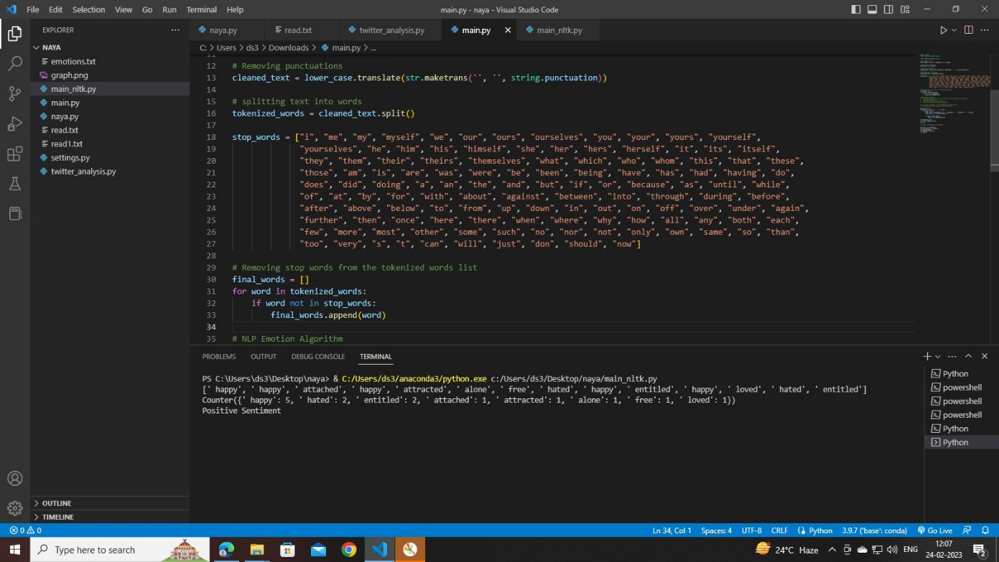 File Edit Selection View Go Run Terminal Help
main.py - naya - Visual Studio Code
EXPLORER
NAYA
emotions.txt
graph.png
main_nltk.py
main.py
naya.py
read.txt
read1.txt
settings.py
twitter_analysis.py
OUTLINE
TIMELINE
naya.py read.txt twitter_analysis.py main.py main_nltk.py
C: > Users > ds3 > Downloads > main.py > ...
11
12 # Removing punctuations
13 cleaned_text = lower_case.translate(str.maketrans('', '', string.punctuation))
14
15 # splitting text into words
16 tokenized_words = cleaned_text.split()
17
18 stop_words = ["i", "me", "my", "myself", "we", "our", "ours", "ourselves", "you", "your", "yours", "yourself",
19 "yourselves", "he", "him", "his", "himself", "she", "her", "hers", "herself", "it", "its", "itself",
20 "they", "them", "their", "theirs", "themselves", "what", "which", "who", "whom", "this", "that", "these",
21 "those", "am", "is", "are", "was", "were", "be", "been", "being", "have", "has", "had", "having", "do",
22 "does", "did", "doing", "a", "an", "the", "and", "but", "if", "or", "because", "as", "until", "while",
23 "of", "at", "by", "for", "with", "about", "against", "between", "into", "through", "during", "before",
24 "after", "above", "below", "to", "from", "up", "down", "in", "out", "on", "off", "over", "under", "again",
25 "further", "then", "once", "here", "there", "when", "where", "why", "how", "all", "any", "both", "each",
26 "few", "more", "most", "other", "some", "such", "no", "nor", "not", "only", "own", "same", "so", "than",
27 "too", "very", "s", "t", "can", "will", "just", "don", "should", "now"]
28
29 # Removing stop words from the tokenized words list
30 final_words = []
31 for word in tokenized_words:
32 if word not in stop_words:
33 final_words.append(word)
34
35 # NLP Emotion Algorithm
PROBLEMS OUTPUT DEBUG CONSOLE TERMINAL
PS C:\Users\ds3\Desktop\naya> & C:/Users/ds3/anaconda3/python.exe c:/Users/ds3/Desktop/naya/main_nltk.py
[' happy', ' happy', ' attached', ' happy', ' attracted', ' alone', ' free', ' hated', ' happy', ' entitled', ' happy', ' loved', ' hated', ' entitled']
Counter({' happy': 5, ' hated': 2, ' entitled': 2, ' attached': 1, ' attracted': 1, ' alone': 1, ' free': 1, ' loved': 1})
Positive Sentiment
Python
powershell
powershell
powershell
Python
Python
0 0 Ln 34, Col 1 Spaces: 4 UTF-8 CRLF Python 3.9.7 ('base': conda) Go Live
Type here to search
24°C Haze ENG
12:07
24-02-2023
2